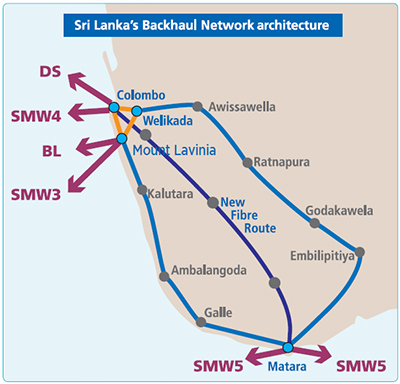 Sri Lanka's Backhaul Network architecture
DS
Colombo
SMW4
Welikada
Awissawella
BL
Mount Lavinia
Ratnapura
SMW3
Kalutara
New
Fibre
Route
Godakawela
Embilipitiya
Ambalangoda
Galle
SMW5
Matara
SMW5